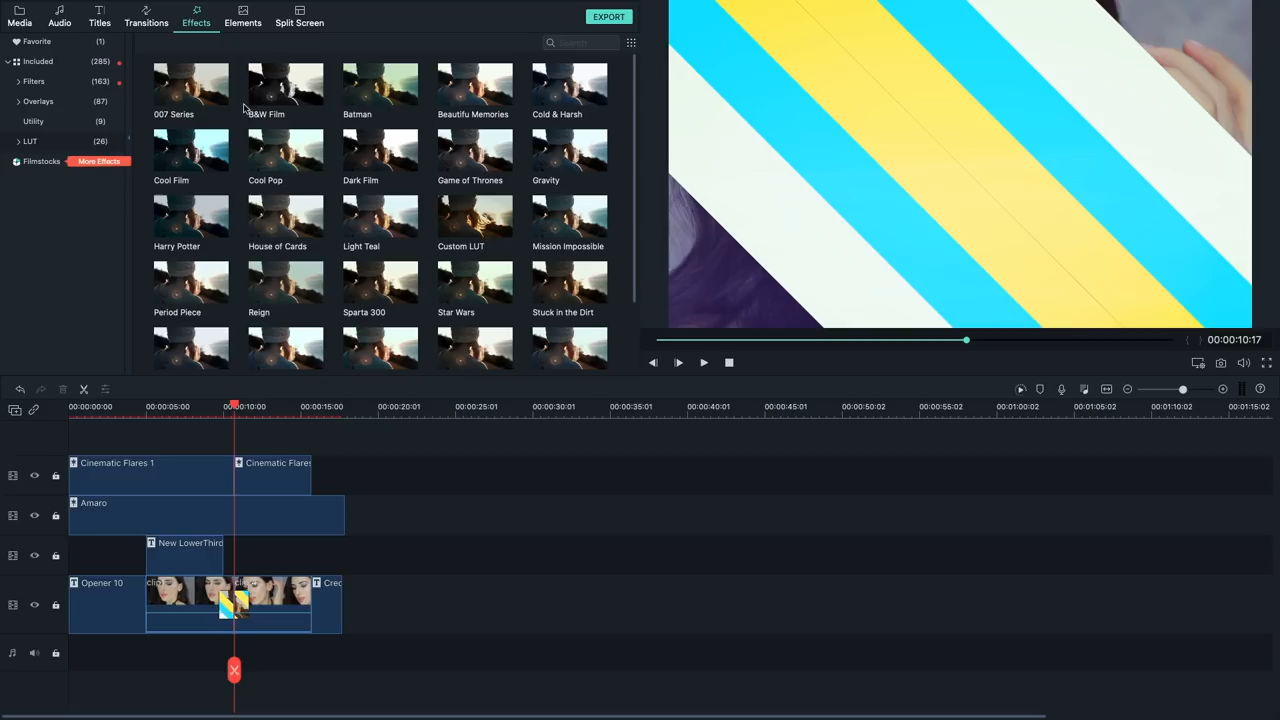 Media Audio Titles Transitions Effects Elements Split Screen EXPORT
Favorite (1)
Search
Included (285)
Filters (163)
Overlays (87)
Utility (9)
LUT (26)
Filmstocks More Effects
007 Series B&W Film Batman Beautifu Memories Cold & Harsh
Cool Film Cool Pop Dark Film Game of Thrones Gravity
Harry Potter House of Cards Light Teal Custom LUT Mission Impossible
Period Piece Reign Sparta 300 Star Wars Stuck in the Dirt
00:00:10:17
00:00:00:00 00:00:05:00 00:00:10:00 00:00:15:00 00:00:20:01 00:00:25:01 00:00:30:01 00:00:35:01 00:00:40:01 00:00:45:01 00:00:50:02 00:00:55:02 00:01:00:02 00:01:05:02 00:01:10:02 00:01:15:02
Cinematic Flares 1 Cinematic Flares
Amaro
New LowerThird
Opener 10 Cred